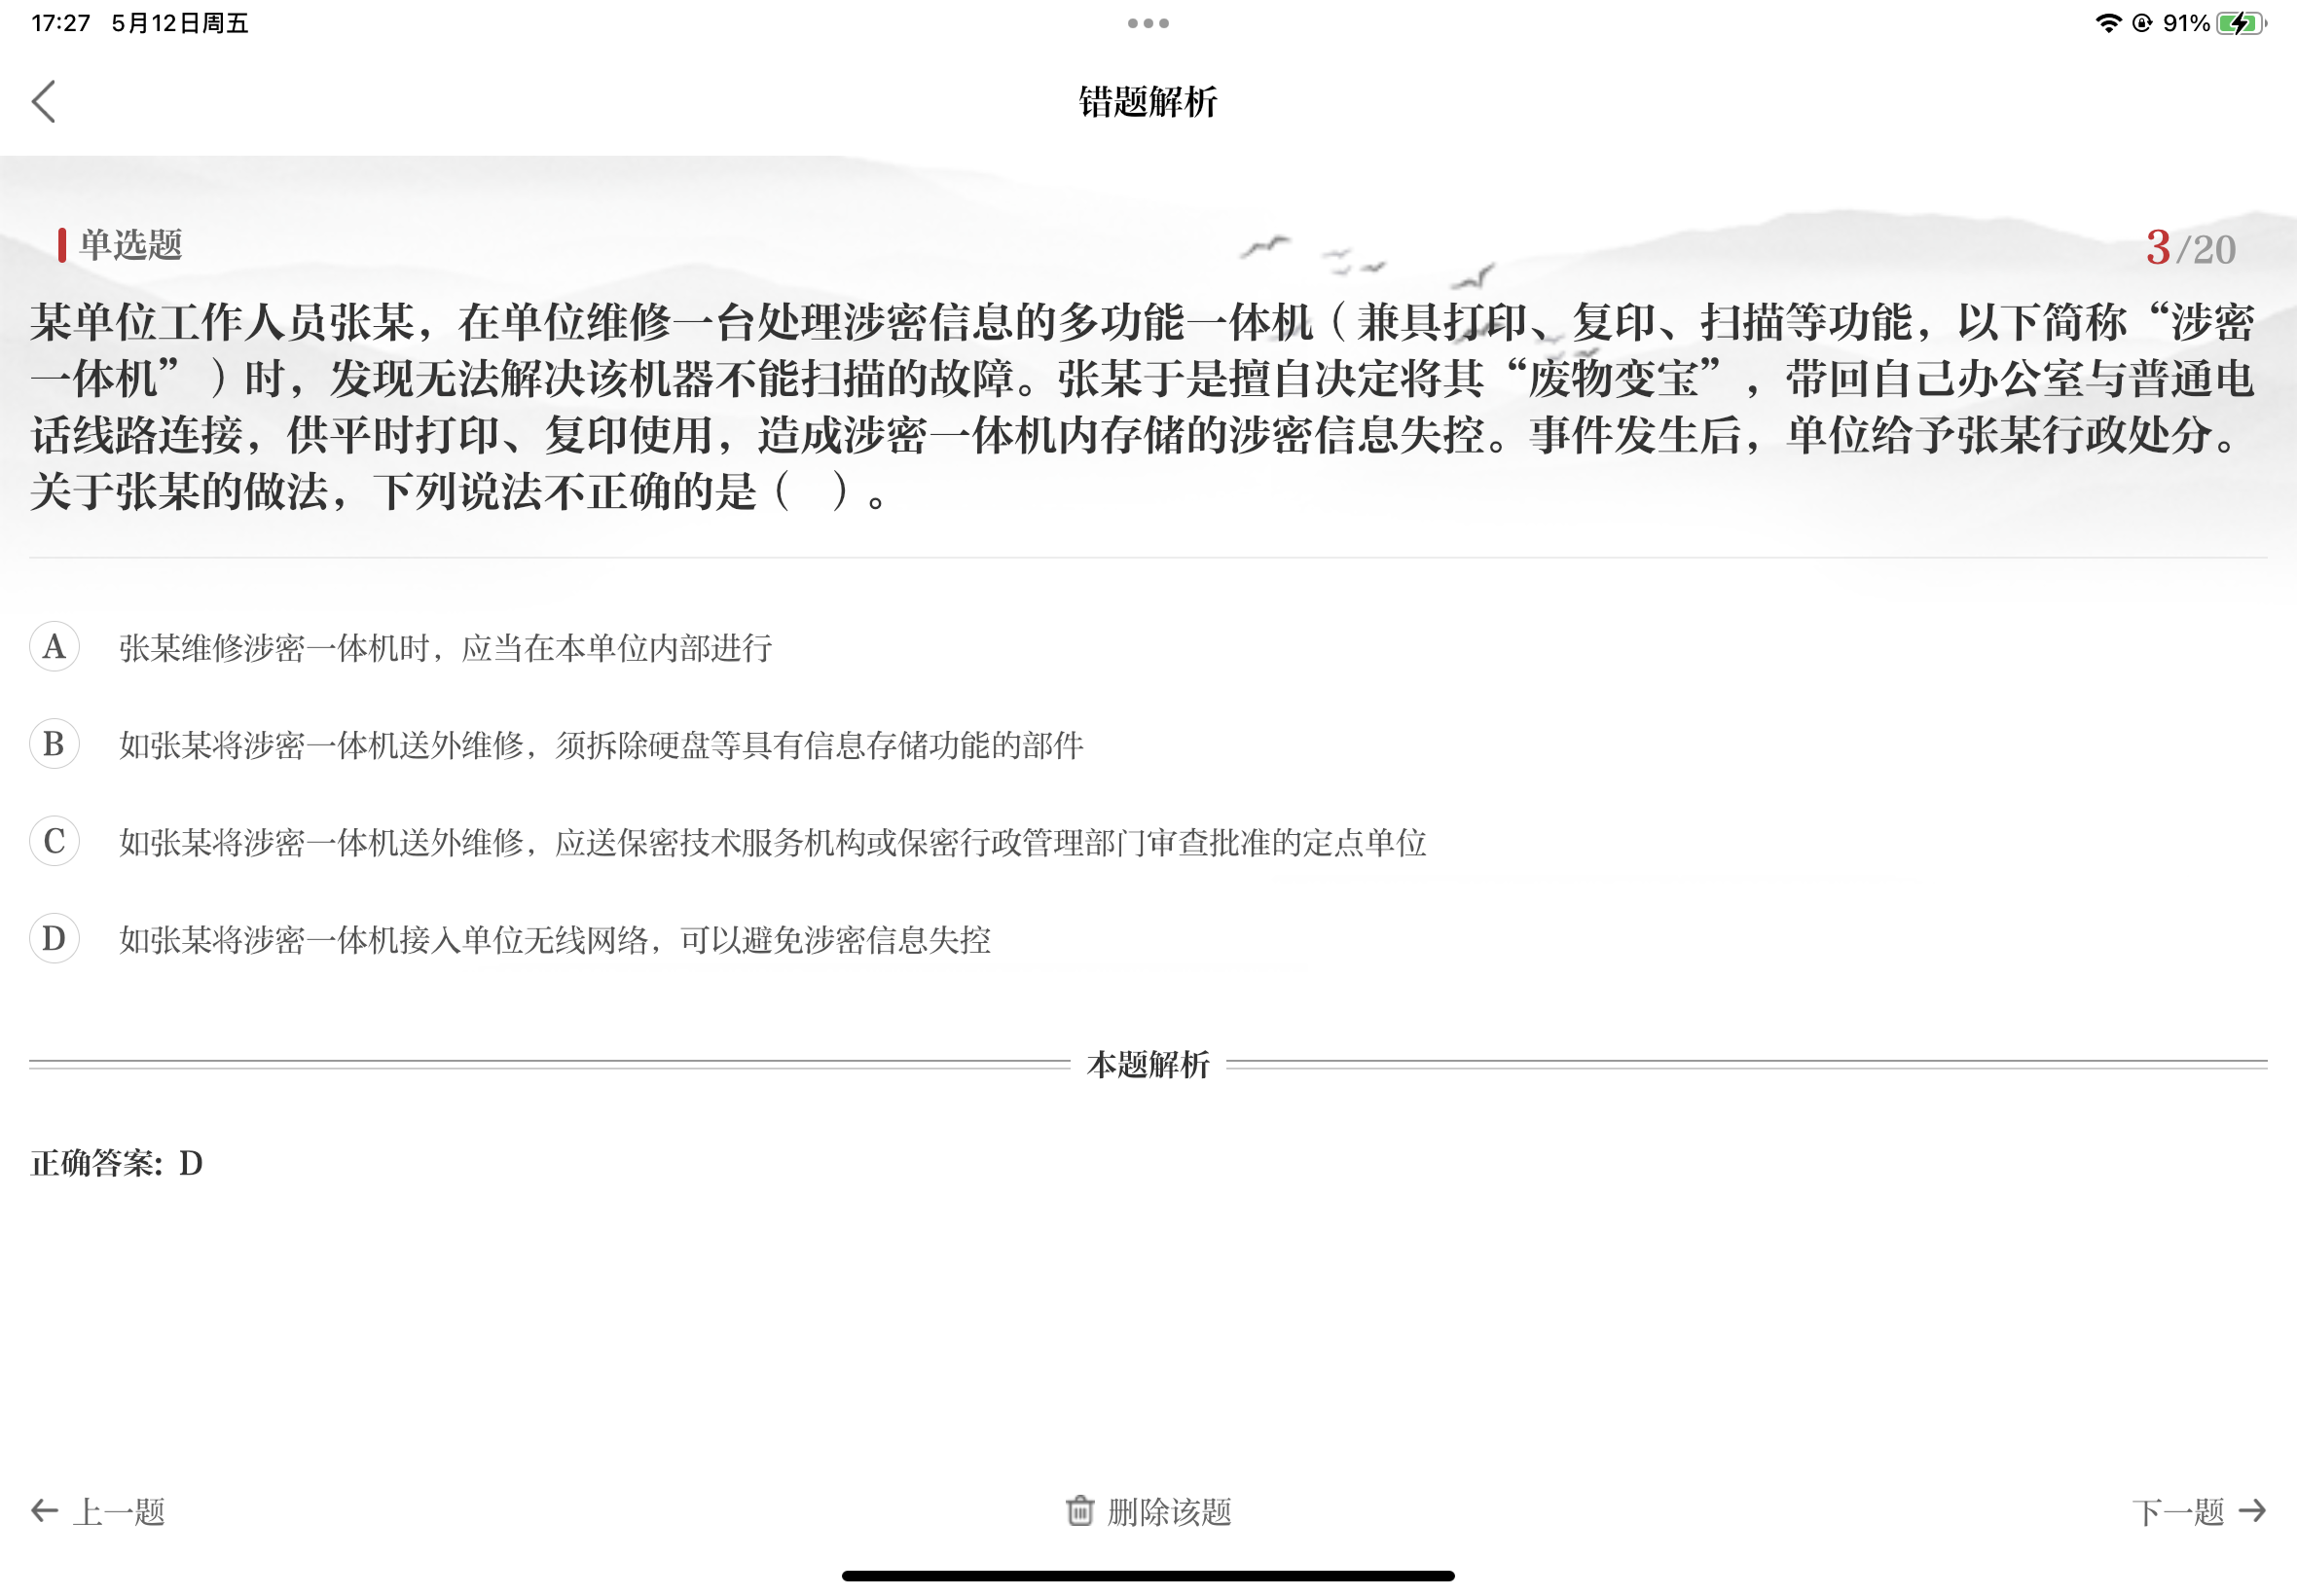 17:27 5月12日周五
91%
错题解析
单选题
3/20
某单位工作人员张某，在单位维修一台处理涉密信息的多功能一体机（兼具打印、复印、扫描等功能，以下简称“涉密
一体机”）时，发现无法解决该机器不能扫描的故障。张某于是擅自决定将其“废物变宝”，带回自己办公室与普通电
话线路连接，供平时打印、复印使用，造成涉密一体机内存储的涉密信息失控。事件发生后，单位给予张某行政处分。
关于张某的做法，下列说法不正确的是（ ）。
A 张某维修涉密一体机时，应当在本单位内部进行
B 如张某将涉密一体机送外维修，须拆除硬盘等具有信息存储功能的部件
C 如张某将涉密一体机送外维修，应送保密技术服务机构或保密行政管理部门审查批准的定点单位
D 如张某将涉密一体机接入单位无线网络，可以避免涉密信息失控
本题解析
正确答案：D
上一题
删除该题
下一题